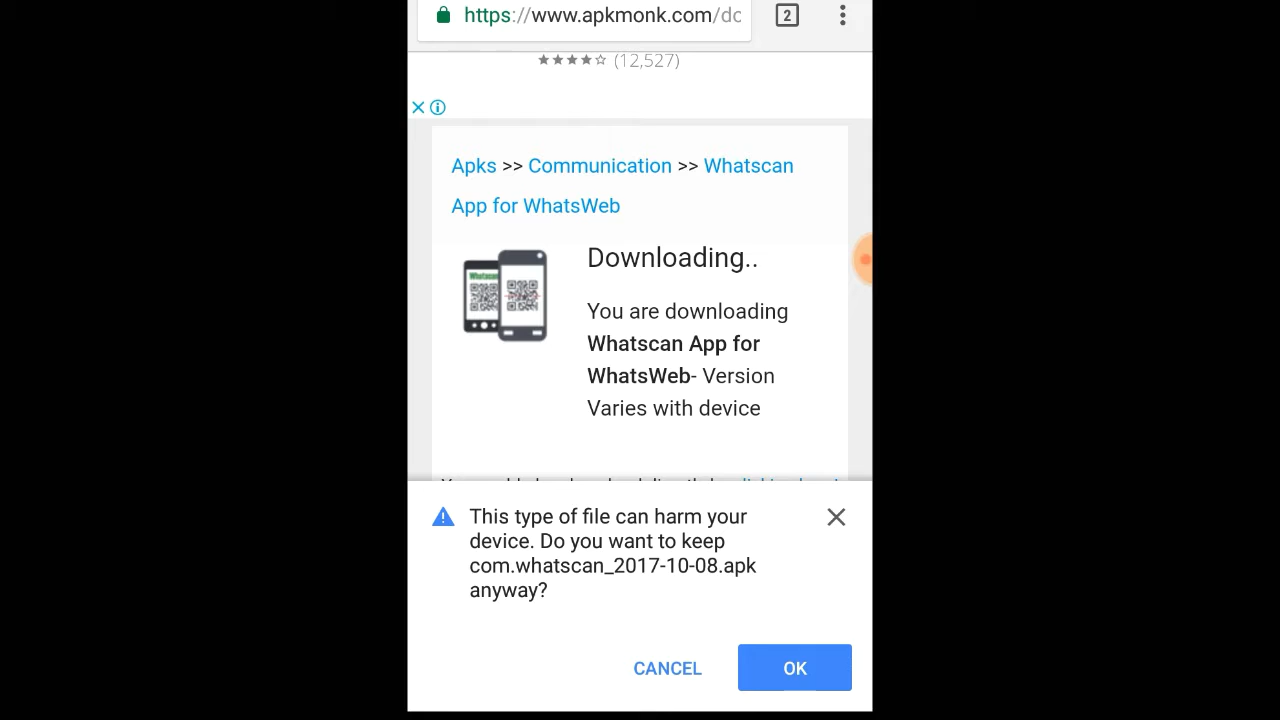 https://www.apkmonk.com/dc
2
★★★★☆ (12,527)
Apks >> Communication >> Whatscan
App for WhatsWeb
Whatscan
Downloading..
You are downloading
Whatscan App for
WhatsWeb- Version
Varies with device
This type of file can harm your
device. Do you want to keep
com.whatscan_2017-10-08.apk
anyway?
CANCEL
OK